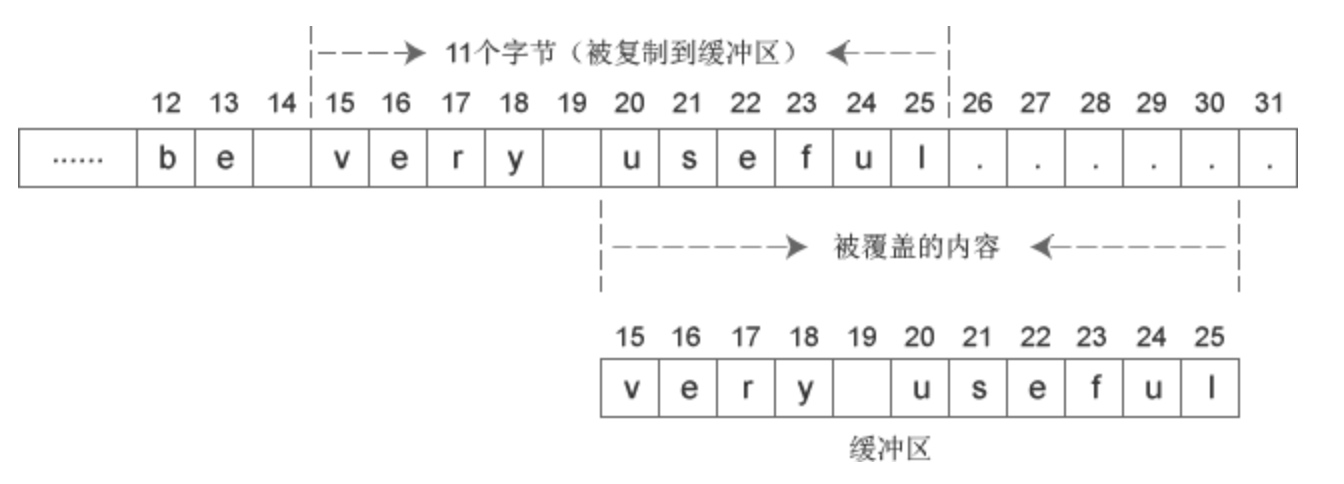 11个字节（被复制到缓冲区）
12 13 14 15 16 17 18 19 20 21 22 23 24 25 26 27 28 29 30 31
...... b e v e r y u s e f u l . . . . . .
被覆盖的内容
15 16 17 18 19 20 21 22 23 24 25
v e r y u s e f u l
缓冲区